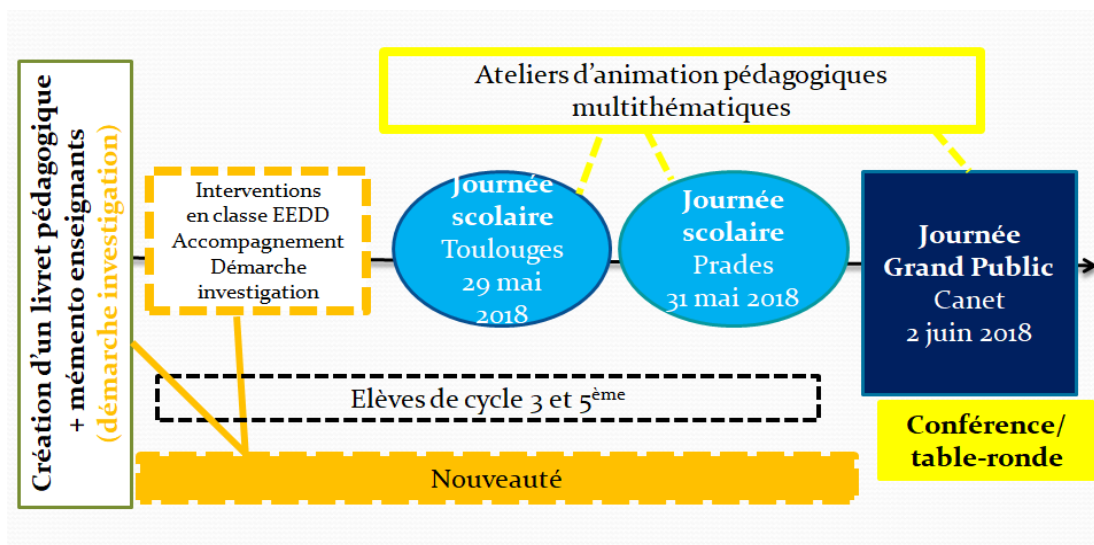 Création d'un livret pédagogique
+ mémento enseignants
(démarche investigation)
Ateliers d'animation pédagogiques
multithématiques
Interventions
en classe EEDD
Accompagnement
Démarche
investigation
Journée
scolaire
Toulouges
29 mai
2018
Journée
scolaire
Prades
31 mai 2018
Journée
Grand Public
Canet
2 juin 2018
Elèves de cycle 3 et 5ème
Conférence/
table-ronde
Nouveauté